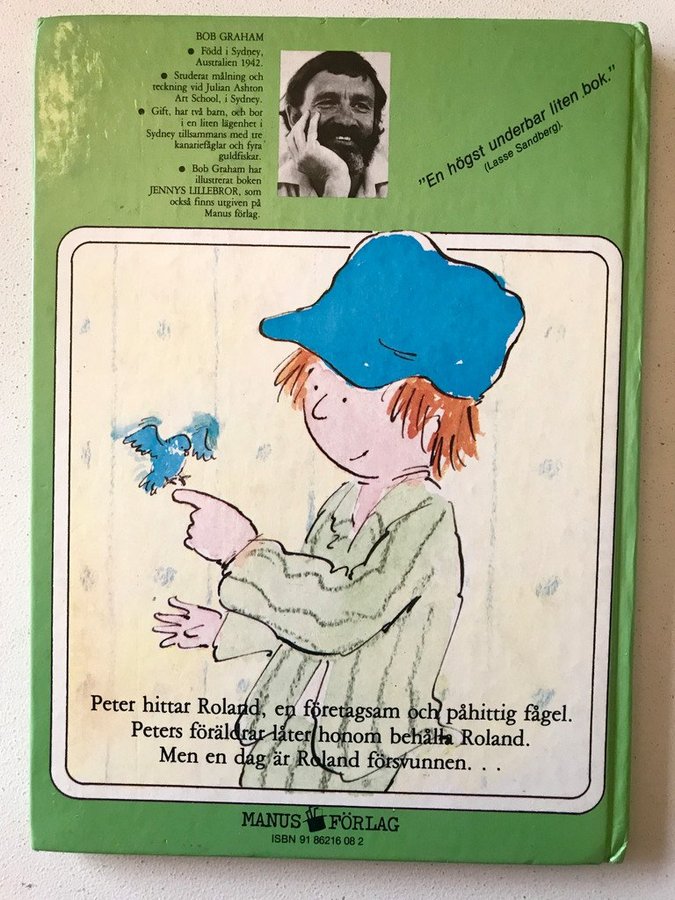 BOB GRAHAM
● Född i Sydney,
Australien 1942.
● Studerat målning och
teckning vid Julian Ashton
Art School, i Sydney.
● Gift, har två barn, och bor
i en liten lägenhet i
Sydney tillsammans med tre
kanariefåglar och fyra
guldfiskar.
● Bob Graham har
illustrerat boken
JENNYS LILLEBROR, som
också finns utgiven på
Manus förlag.
"En högst underbar liten bok."
(Lasse Sandberg).
Peter hittar Roland, en företagsam och påhittig fågel.
Peters föräldrar låter honom behålla Roland.
Men en dag är Roland försvunnen. . .
MANUS FÖRLAG
ISBN 91 86216 08 2